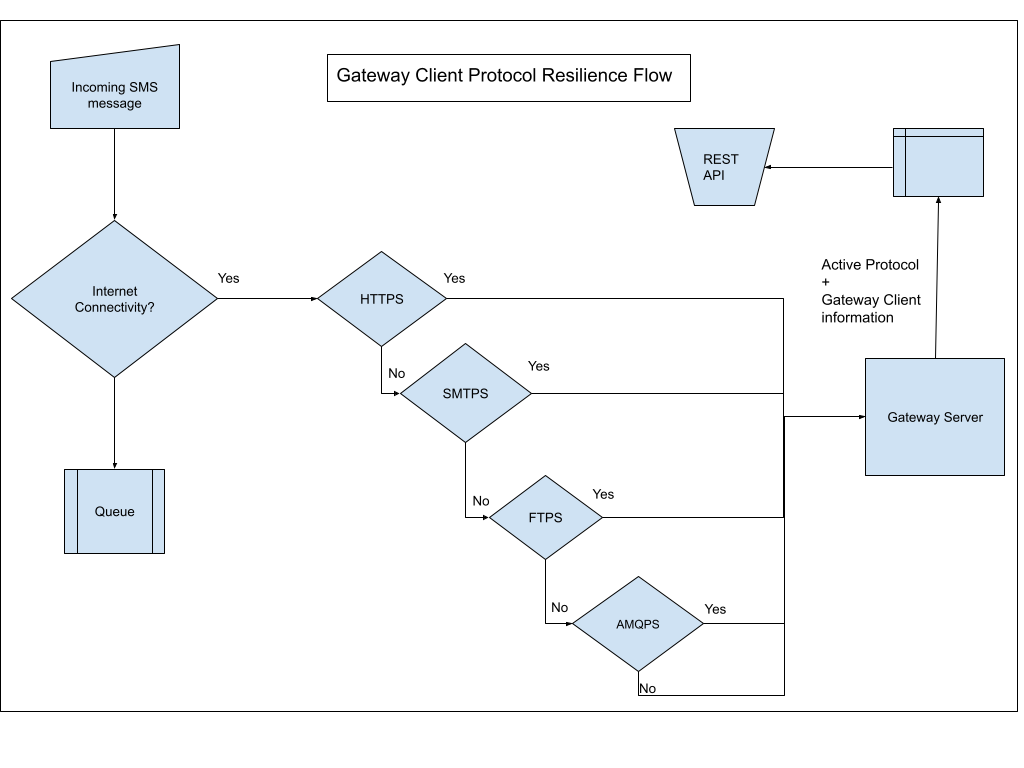 Gateway Client Protocol Resilience Flow
Incoming SMS
message
REST
API
Internet
Connectivity?
Yes
HTTPS
Yes
Active Protocol
+
Gateway Client
information
No
SMTPS
Yes
Gateway Server
No
FTPS
Yes
Queue
No
AMQPS
Yes
No